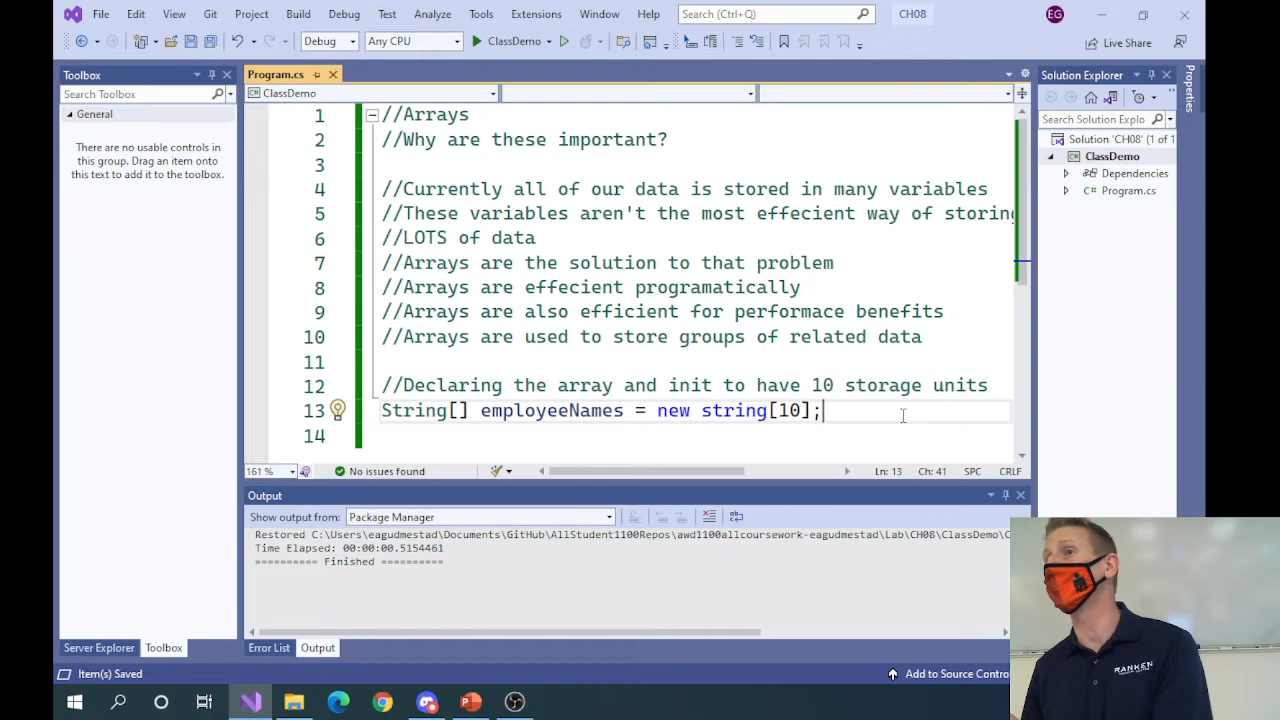 File Edit View Git Project Build Debug Test Analyze Tools Extensions Window Help Search (Ctrl+Q) CH08 EG
Debug Any CPU ClassDemo Live Share
Toolbox
Search Toolbox
General
There are no usable controls in
this group. Drag an item onto
this text to add it to the toolbox.
Server Explorer Toolbox
Program.cs
ClassDemo
1 //Arrays
2 //Why are these important?
3
4 //Currently all of our data is stored in many variables
5 //These variables aren't the most effecient way of storing
6 //LOTS of data
7 //Arrays are the solution to that problem
8 //Arrays are effecient programatically
9 //Arrays are also efficient for performace benefits
10 //Arrays are used to store groups of related data
11
12 //Declaring the array and init to have 10 storage units
13 String[] employeeNames = new string[10];
14
161 % No issues found Ln: 13 Ch: 41 SPC CRLF
Output
Show output from: Package Manager
Restored C:\Users\eagudmestad\Documents\GitHub\AllStudent1100Repos\awd1100allcoursework-eagudmestad\Lab\CH08\ClassDemo\C
Time Elapsed: 00:00:00.5154461
========== Finished ==========
Error List Output
Solution Explorer
Search Solution Explo
Solution 'CH08' (1 of 1
ClassDemo
Dependencies
C# Program.cs
Properties
Item(s) Saved Add to Source Contro
RANKEN